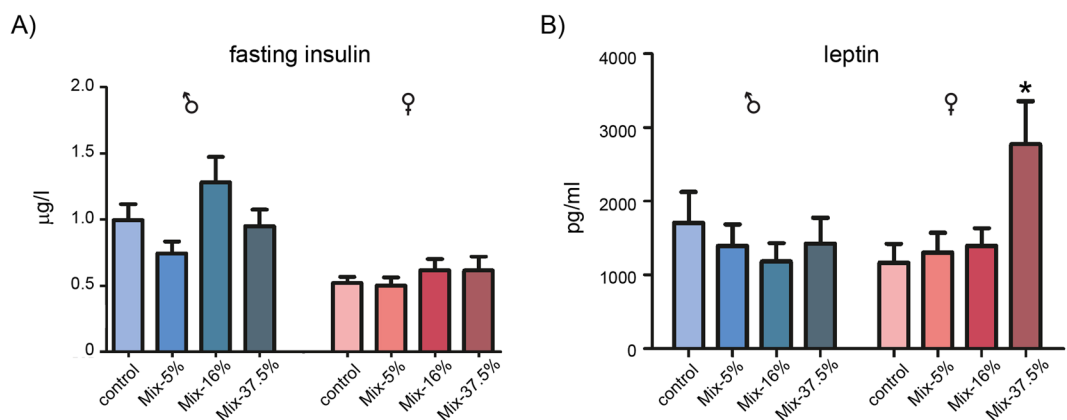 A)
fasting insulin
2.0
1.5
1.0
0.5
0
µg/l
♂
♀
control
Mix-5%
Mix-16%
Mix-37.5%
control
Mix-5%
Mix-16%
Mix-37.5%
B)
leptin
4000
3000
2000
1000
0
pg/ml
♂
♀
*
control
Mix-5%
Mix-16%
Mix-37.5%
control
Mix-5%
Mix-16%
Mix-37.5%